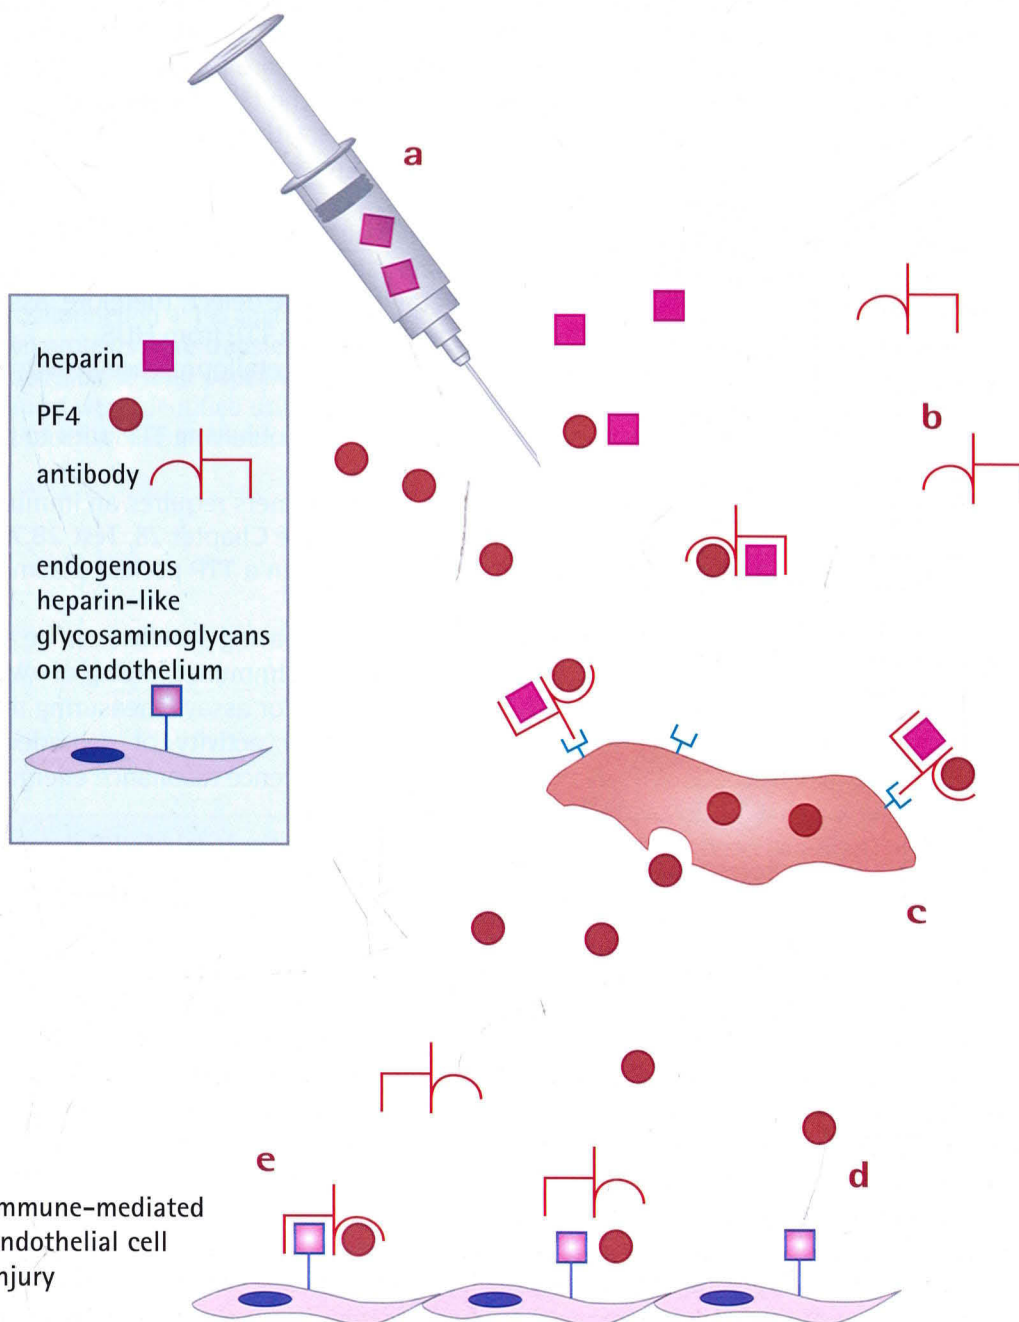 a
heparin
PF4
antibody
b
endogenous
heparin-like
glycosaminoglycans
on endothelium
c
d
e
mmune-mediated
ndothelial cell
njury